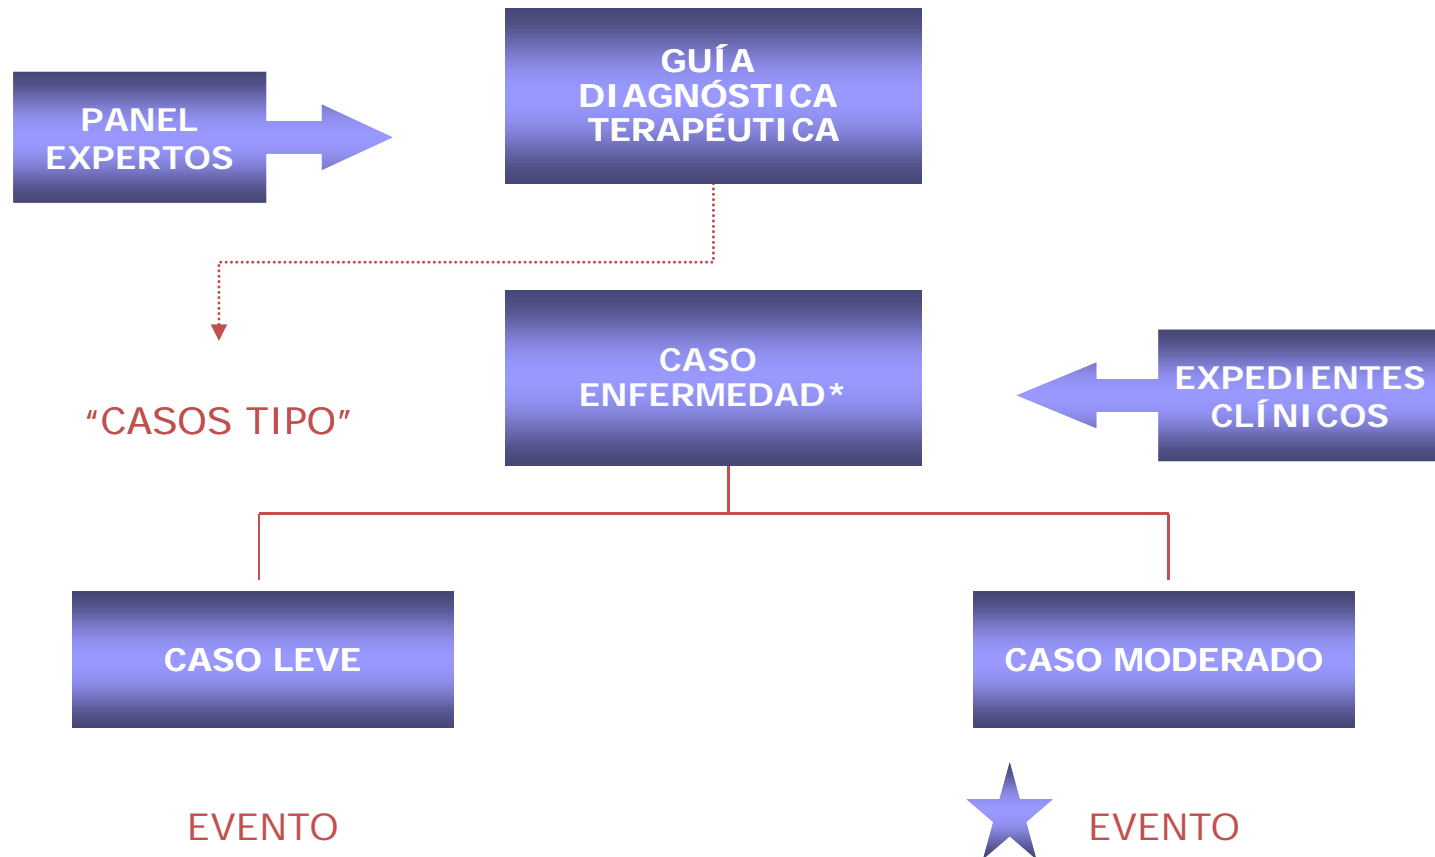 GUÍA
DIAGNÓSTICA
TERAPÉUTICA
PANEL
EXPERTOS
CASO
ENFERMEDAD*
EXPEDIENTES
CLÍNICOS
“CASOS TIPO”
CASO LEVE
CASO MODERADO
EVENTO
EVENTO